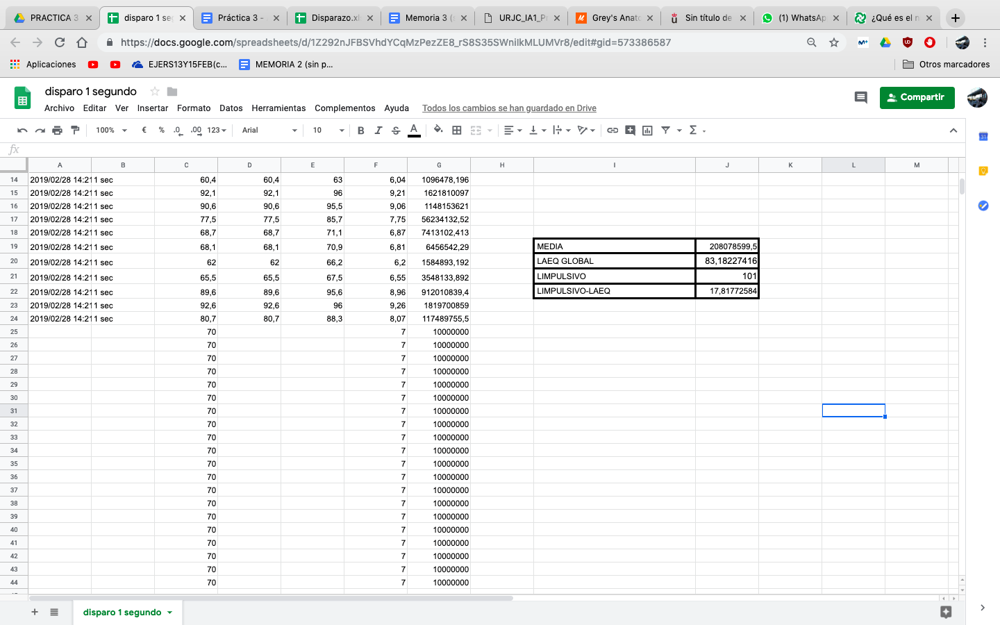 PRACTICA 3
disparo 1 se
Práctica 3 -
Disparazo.xl
Memoria 3 (
URJC_IA1_P
Grey's Anato
Sin título de
(1) WhatsAp
¿Qué es el n
https://docs.google.com/spreadsheets/d/1Z292nJFBSVhdYCqMzPezZE8_rS8S35SWnilkMLUMVr8/edit#gid=573386587
Aplicaciones
EJERS13Y15FEB(c...
MEMORIA 2 (sin p...
Otros marcadores
disparo 1 segundo
Compartir
Archivo Editar Ver Insertar Formato Datos Herramientas Complementos Ayuda Todos los cambios se han guardado en Drive
100% € % .0 .00 123 Arial 10 B I S A Σ
fx
A B C D E F G H I J K L M
14 2019/02/28 14:21 1 sec 60,4 60,4 63 6,04 1096478,196
15 2019/02/28 14:21 1 sec 92,1 92,1 96 9,21 1621810097
16 2019/02/28 14:21 1 sec 90,6 90,6 95,5 9,06 1148153621
17 2019/02/28 14:21 1 sec 77,5 77,5 85,7 7,75 56234132,52
18 2019/02/28 14:21 1 sec 68,7 68,7 71,1 6,87 7413102,413
19 2019/02/28 14:21 1 sec 68,1 68,1 70,9 6,81 6456542,29 MEDIA 208078599,5
20 2019/02/28 14:21 1 sec 62 62 66,2 6,2 1584893,192 LAEQ GLOBAL 83,18227416
21 2019/02/28 14:21 1 sec 65,5 65,5 67,5 6,55 3548133,892 LIMPULSIVO 101
22 2019/02/28 14:21 1 sec 89,6 89,6 95,6 8,96 912010839,4 LIMPULSIVO-LAEQ 17,81772584
23 2019/02/28 14:21 1 sec 92,6 92,6 96 9,26 1819700859
24 2019/02/28 14:21 1 sec 80,7 80,7 88,3 8,07 117489755,5
25 70 7 10000000
26 70 7 10000000
27 70 7 10000000
28 70 7 10000000
29 70 7 10000000
30 70 7 10000000
31 70 7 10000000
32 70 7 10000000
33 70 7 10000000
34 70 7 10000000
35 70 7 10000000
36 70 7 10000000
37 70 7 10000000
38 70 7 10000000
39 70 7 10000000
40 70 7 10000000
41 70 7 10000000
42 70 7 10000000
43 70 7 10000000
44 70 7 10000000
disparo 1 segundo